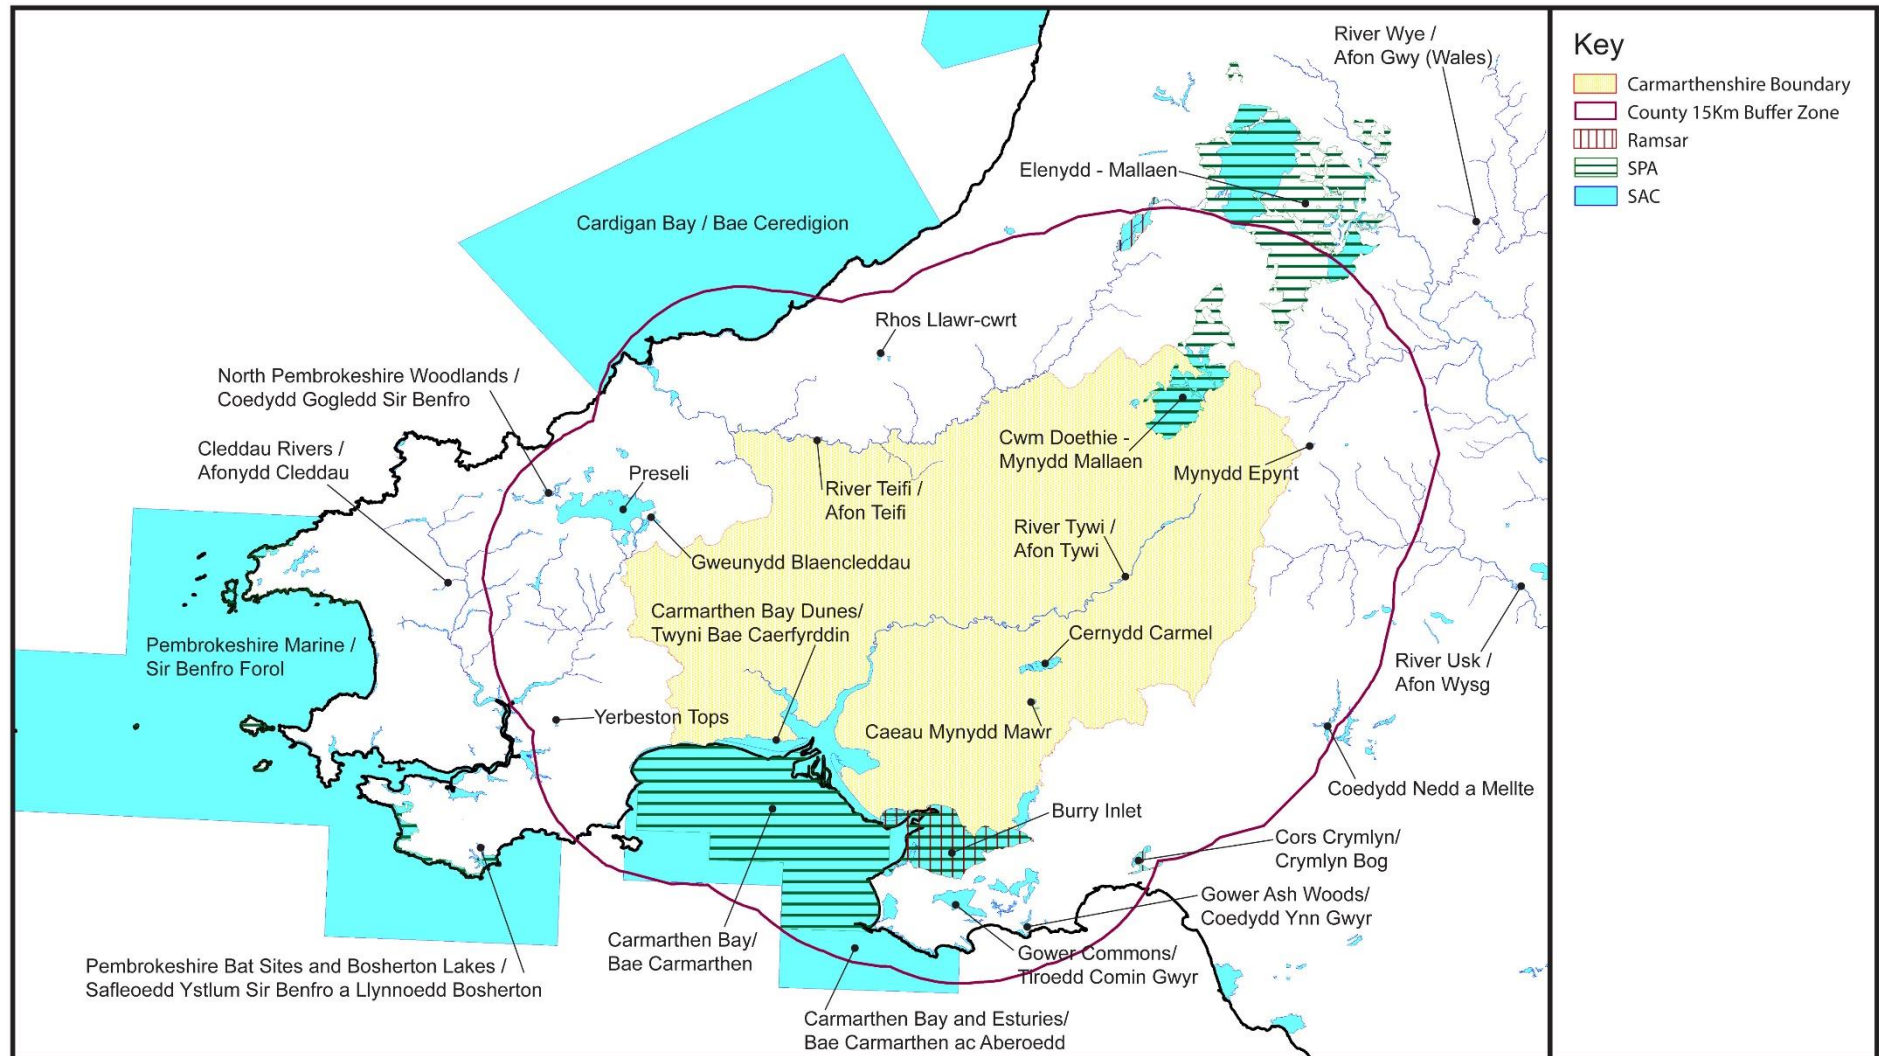 River Wye /
Afon Gwy (Wales)
Elenydd - Mallaen
Cardigan Bay / Bae Ceredigion
Rhos Llawr-cwrt
North Pembrokeshire Woodlands /
Coedydd Gogledd Sir Benfro
Cleddau Rivers /
Afonydd Cleddau
Preseli
River Teifi /
Afon Teifi
Cwm Doethie -
Mynydd Mallaen
Mynydd Epynt
River Tywi /
Afon Tywi
Gweunydd Blaencleddau
Carmarthen Bay Dunes/
Twyni Bae Caerfyrddin
Cernydd Carmel
Pembrokeshire Marine /
Sir Benfro Forol
River Usk /
Afon Wysg
Yerbeston Tops
Caeau Mynydd Mawr
Coedydd Nedd a Mellte
Burry Inlet
Cors Crymlyn/
Crymlyn Bog
Gower Ash Woods/
Coedydd Ynn Gwyr
Carmarthen Bay/
Bae Carmarthen
Gower Commons/
Tiroedd Comin Gwyr
Pembrokeshire Bat Sites and Bosherton Lakes /
Safleoedd Ystlum Sir Benfro a Llynnoedd Bosherton
Carmarthen Bay and Esturies/
Bae Carmarthen ac Aberoedd
Key
Carmarthenshire Boundary
County 15Km Buffer Zone
Ramsar
SPA
SAC